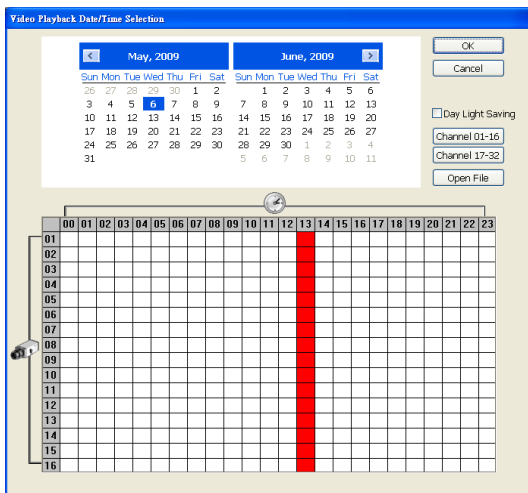 Video Playback Date/Time Selection
May, 2009
Sun Mon Tue Wed Thu Fri Sat
26 27 28 29 30 1 2
3 4 5 6 7 8 9
10 11 12 13 14 15 16
17 18 19 20 21 22 23
24 25 26 27 28 29 30
31
June, 2009
Sun Mon Tue Wed Thu Fri Sat
1 2 3 4 5 6
7 8 9 10 11 12 13
14 15 16 17 18 19 20
21 22 23 24 25 26 27
28 29 30 1 2 3 4
5 6 7 8 9 10 11
OK
Cancel
Day Light Saving
Channel 01-16
Channel 17-32
Open File
00 01 02 03 04 05 06 07 08 09 10 11 12 13 14 15 16 17 18 19 20 21 22 23
01
02
03
04
05
06
07
08
09
10
11
12
13
14
15
16